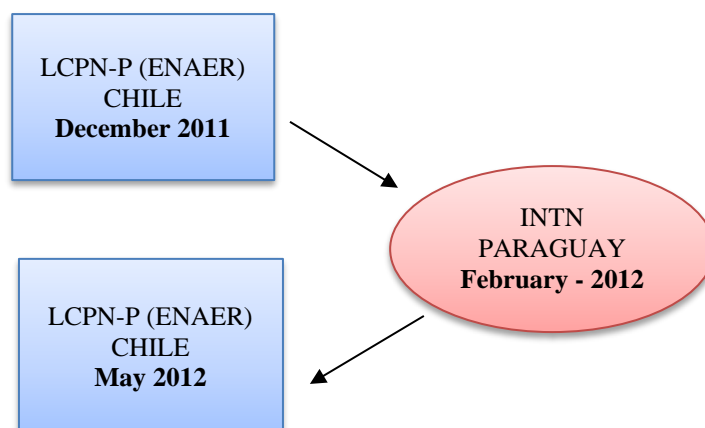 LCPN-P (ENAER)
CHILE
December 2011
INTN
PARAGUAY
February - 2012
LCPN-P (ENAER)
CHILE
May 2012